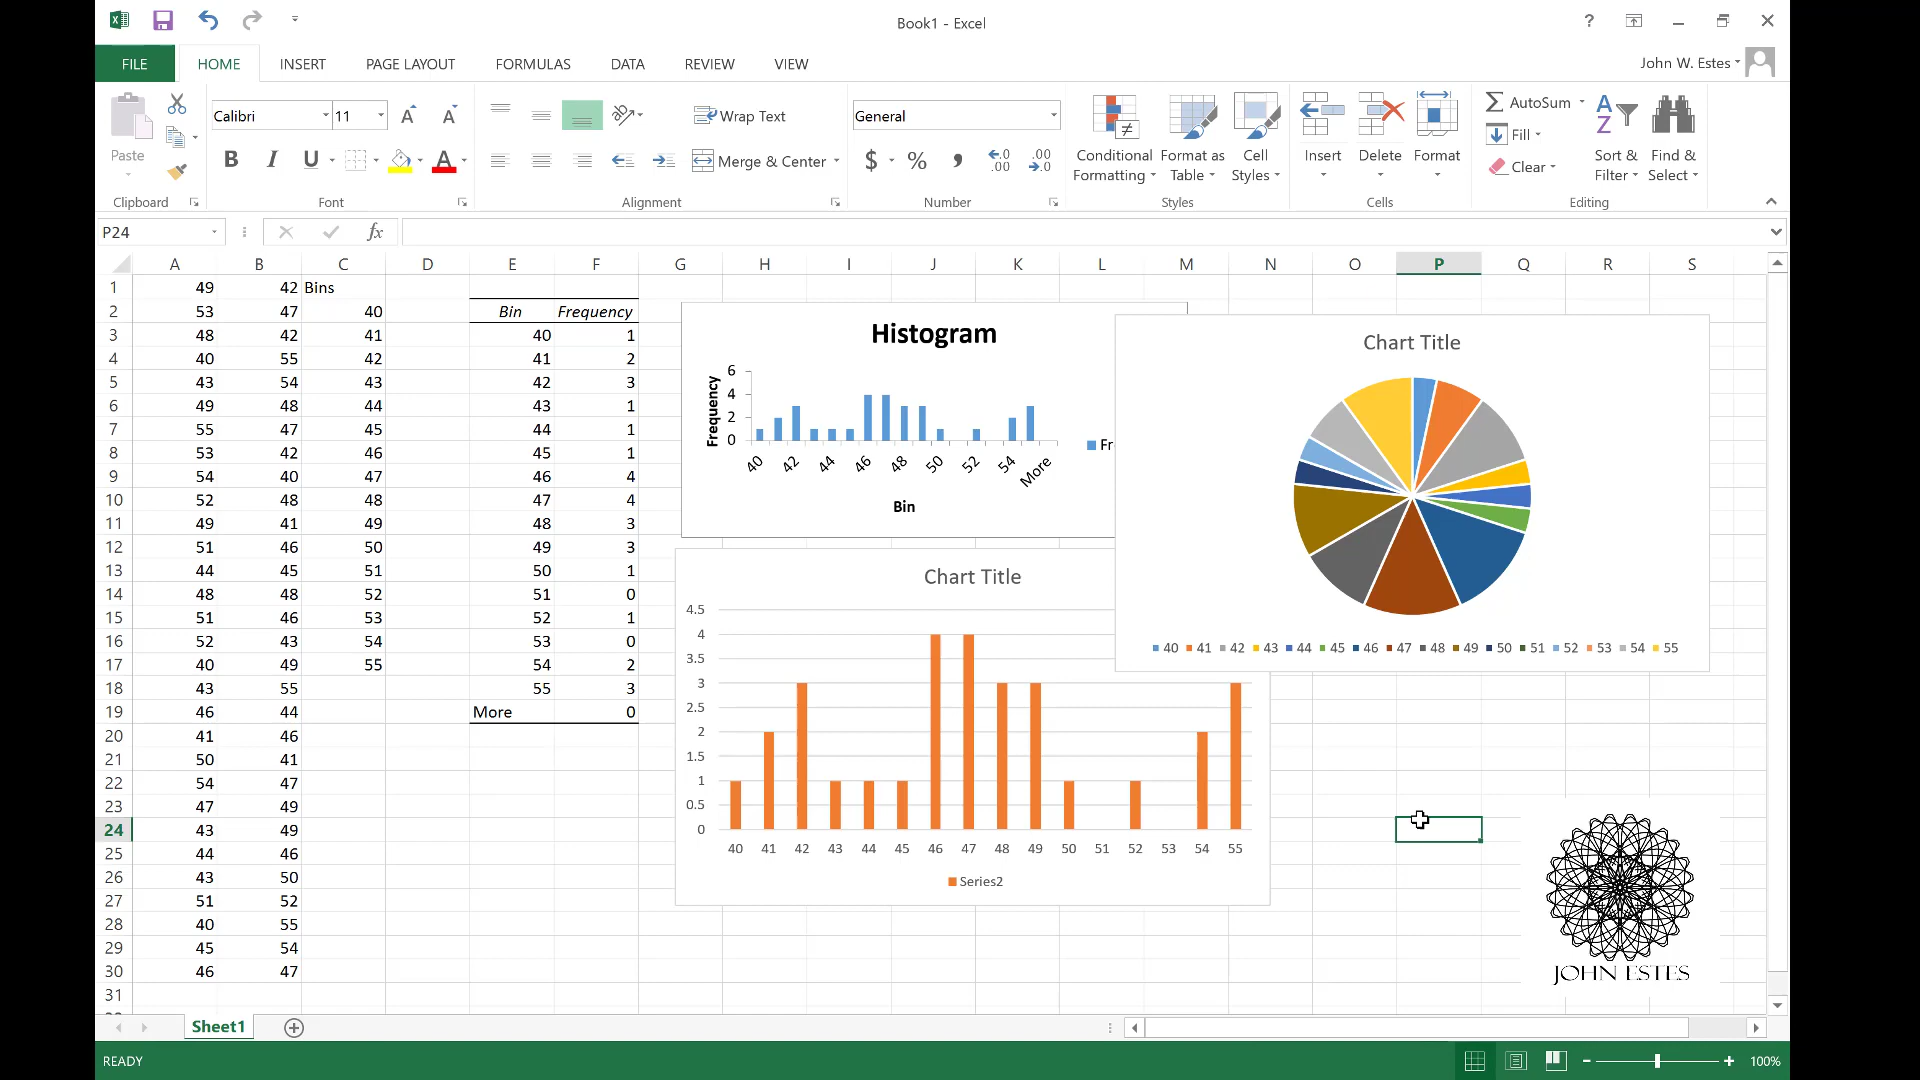 Book1 - Excel
?
FILE HOME INSERT PAGE LAYOUT FORMULAS DATA REVIEW VIEW
John W. Estes
Paste
Calibri 11
B I U A
Wrap Text
Merge & Center
General
$ % ,
Conditional Formatting
Format as Table
Cell Styles
Insert Delete Format
AutoSum
Fill
Clear
Sort & Filter
Find & Select
Clipboard Font Alignment Number Styles Cells Editing
P24 fx
A B C D E F G H I J K L M N O P Q R S
1 49 42 Bins
2 53 47 40 Bin Frequency
3 48 42 41 40 1
4 40 55 42 41 2
5 43 54 43 42 3
6 49 48 44 43 1
7 55 47 45 44 1
8 53 42 46 45 1
9 54 40 47 46 4
10 52 48 48 47 4
11 49 41 49 48 3
12 51 46 50 49 3
13 44 45 51 50 1
14 48 48 52 51 0
15 51 46 53 52 1
16 52 43 54 53 0
17 40 49 55 54 2
18 43 55 55 3
19 46 44 More 0
20 41 46
21 50 41
22 54 47
23 47 49
24 43 49
25 44 46
26 43 50
27 51 52
28 40 55
29 45 54
30 46 47
31
Histogram
Frequency
6
4
2
0
40 42 44 46 48 50 52 54 More
Bin
Fr
Chart Title
40 41 42 43 44 45 46 47 48 49 50 51 52 53 54 55
Chart Title
4.5
4
3.5
3
2.5
2
1.5
1
0.5
0
40 41 42 43 44 45 46 47 48 49 50 51 52 53 54 55
Series2
JOHN ESTES
Sheet1
READY
100%